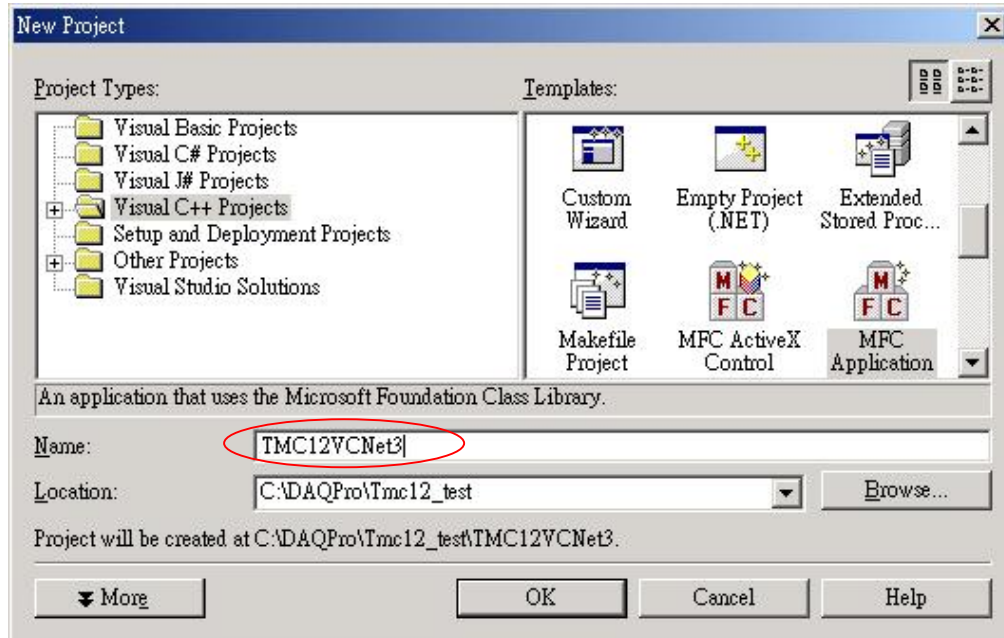 New Project
Project Types:
Templates:
Visual Basic Projects
Visual C# Projects
Visual J# Projects
Visual C++ Projects
Setup and Deployment Projects
Other Projects
Visual Studio Solutions
Custom Wizard
Empty Project (.NET)
Extended Stored Proc...
Makefile Project
MFC ActiveX Control
MFC Application
An application that uses the Microsoft Foundation Class Library.
Name:
TMC12VCNet3
Location:
C:\DAQPro\Tmc12_test
Browse...
Project will be created at C:\DAQPro\Tmc12_test\TMC12VCNet3.
More
OK
Cancel
Help